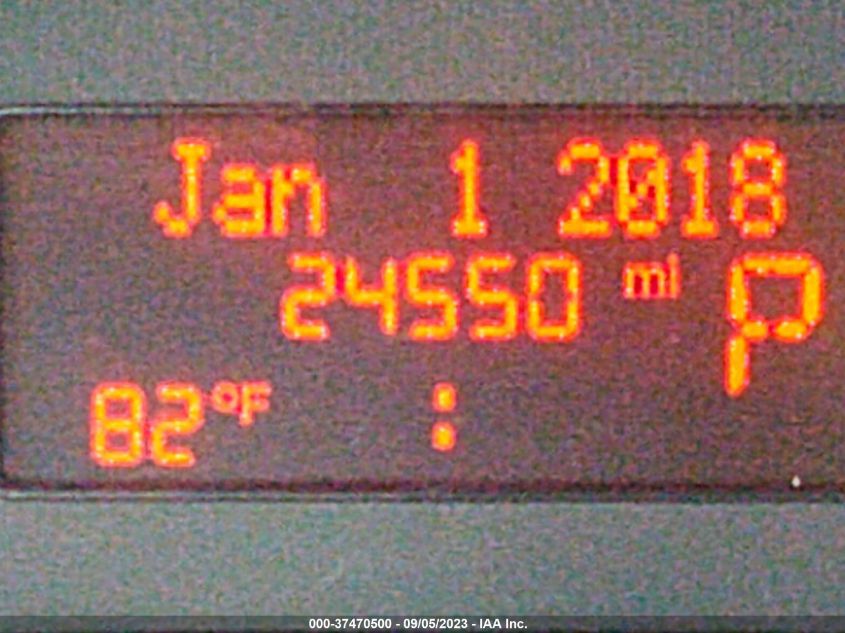 Jan 1 2018
24550 mi P
82°F :
000-37470500 - 09/05/2023 - IAA Inc.